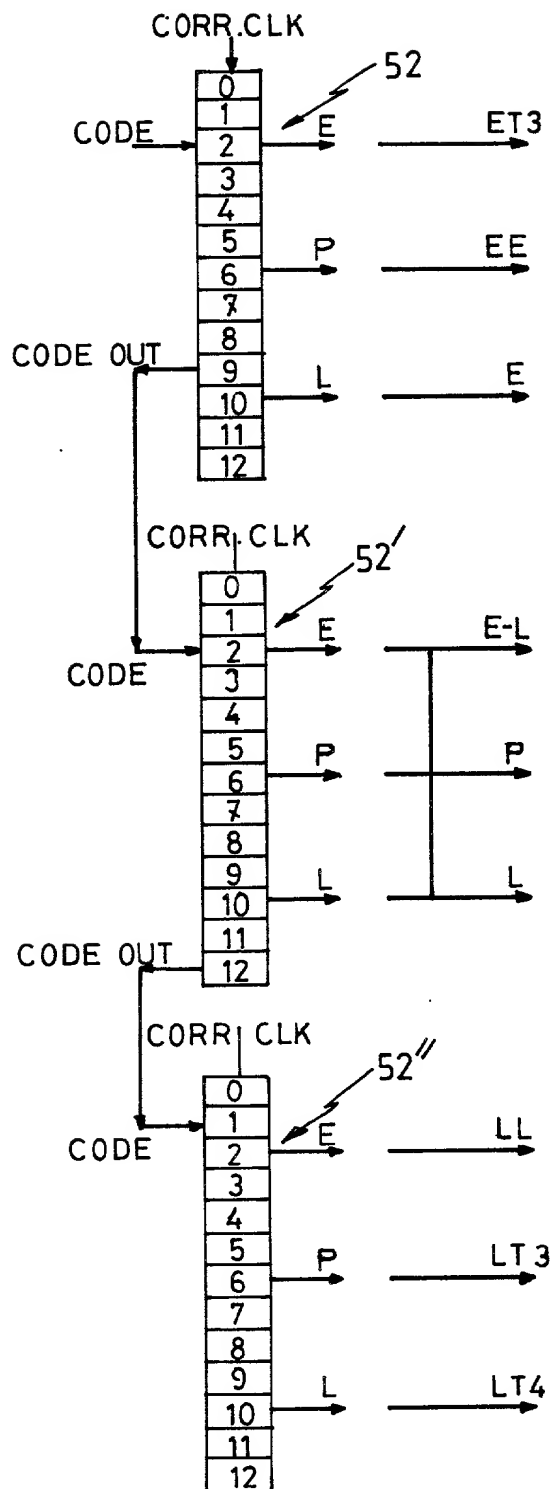 CORR.CLK
52
0
1
CODE 2 E ET3
3
4
5
6 P EE
7
8
CODE OUT 9
10 L E
11
12
CORR.CLK
52′
0
1
CODE 2 E E-L
3
4
5
6 P P
7
8
9
10 L L
11
CODE OUT 12
CORR CLK
52″
0
CODE 1
2 E LL
3
4
5
6 P LT3
7
8
9
10 L LT4
11
12